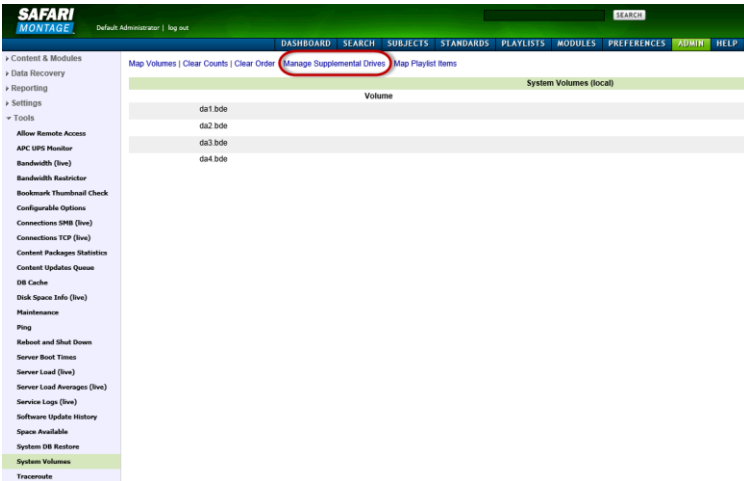 SAFARI
MONTAGE
Default Administrator | log out
SEARCH
DASHBOARD SEARCH SUBJECTS STANDARDS PLAYLISTS MODULES PREFERENCES ADMIN HELP
Content & Modules
Data Recovery
Reporting
Settings
Tools
Allow Remote Access
APC UPS Monitor
Bandwidth (live)
Bandwidth Restrictor
Bookmark Thumbnail Check
Configurable Options
Connections SMB (live)
Connections TCP (live)
Content Packages Statistics
Content Updates Queue
DB Cache
Disk Space Info (live)
Maintenance
Ping
Reboot and Shut Down
Server Boot Times
Server Load (live)
Server Load Averages (live)
Service Logs (live)
Software Update History
Space Available
System DB Restore
System Volumes
Traceroute
Map Volumes | Clear Counts | Clear Order | Manage Supplemental Drives | Map Playlist Items
System Volumes (local)
Volume
da1.bde
da2.bde
da3.bde
da4.bde